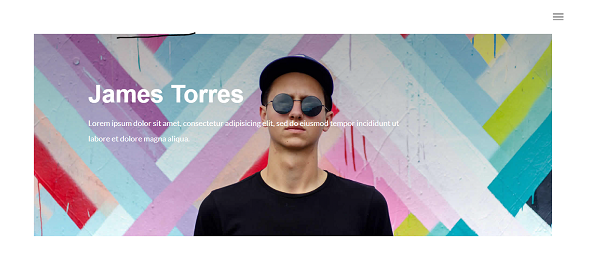 James Torres
Lorem ipsum dolor sit amet, consectetur adipisicing elit, sed do eiusmod tempor incididunt ut
labore et dolore magna aliqua.